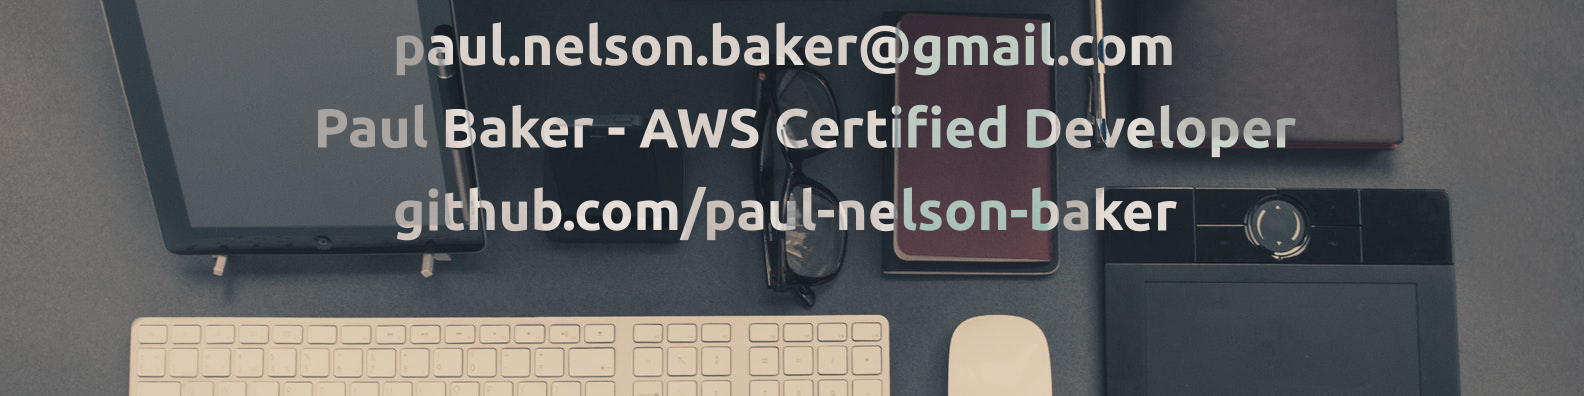 paul.nelson.baker@gmail.com
Paul Baker - AWS Certified Developer
github.com/paul-nelson-baker